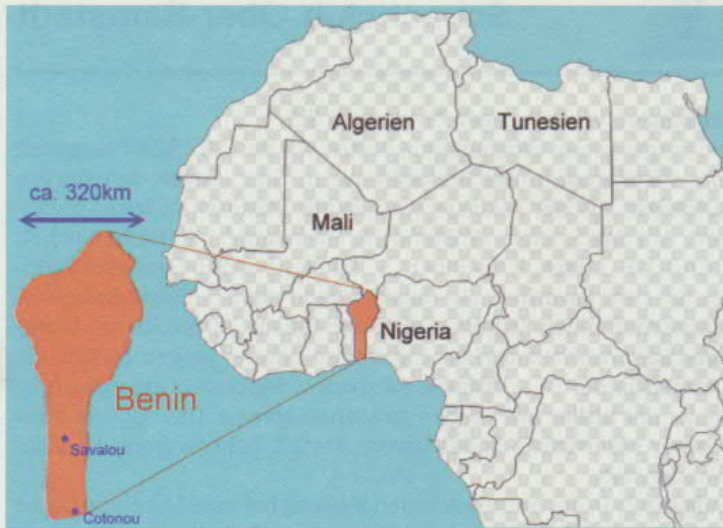 Algerien
Tunesien
ca. 320km
Mali
Nigeria
Benin
Savalou
Cotonou